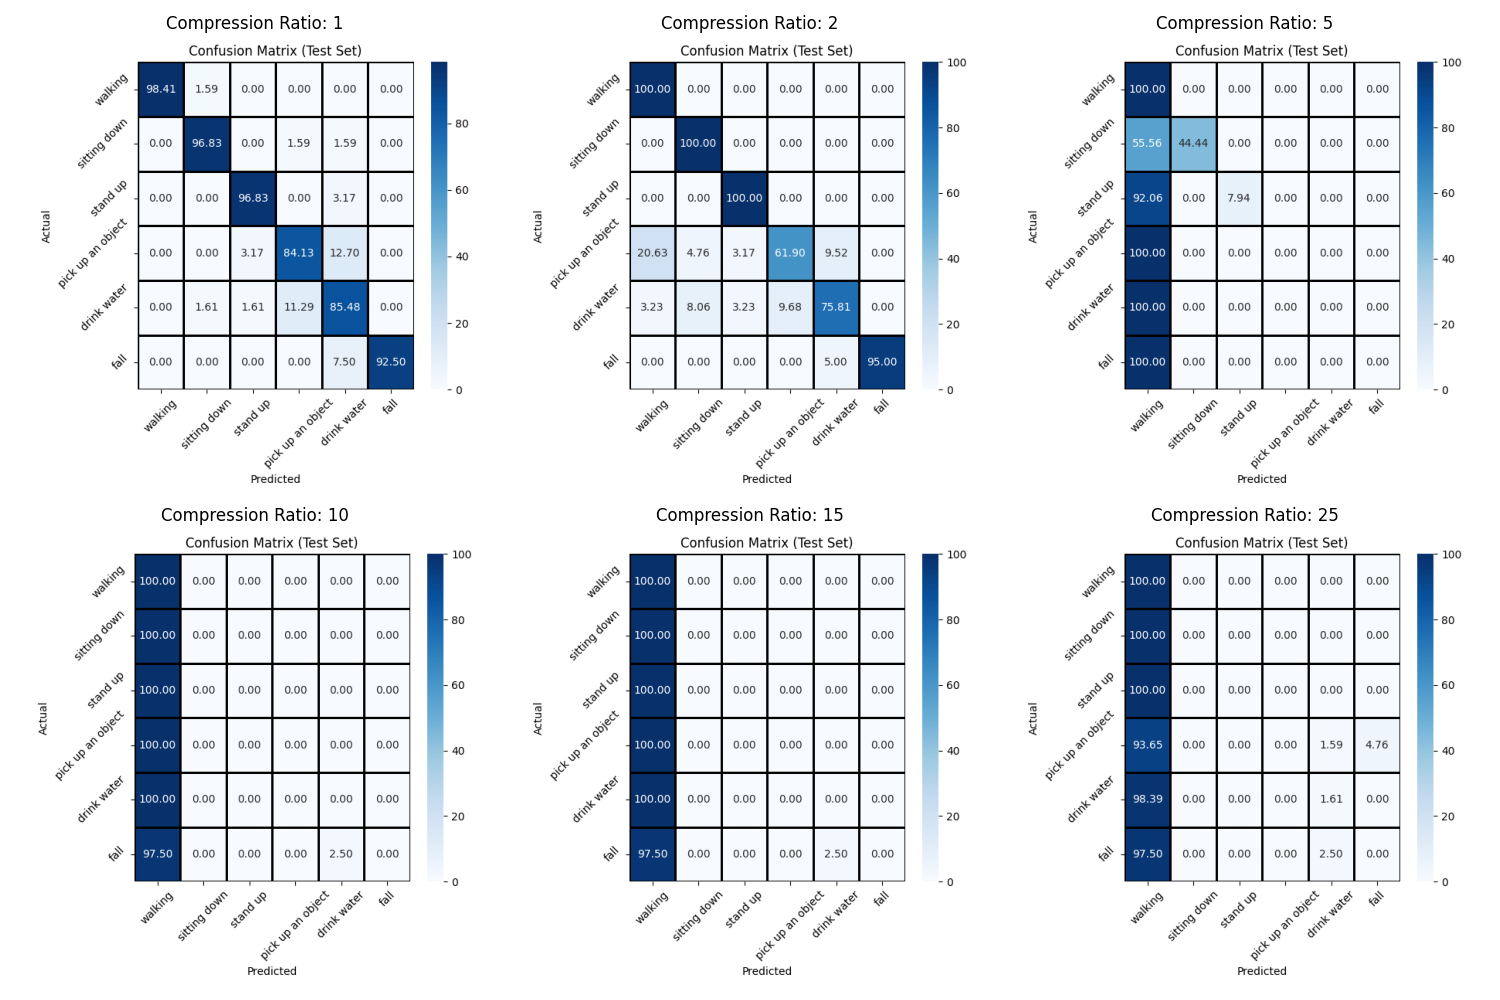 Compression Ratio: 1
Confusion Matrix (Test Set)
walking 98.41 1.59 0.00 0.00 0.00 0.00
sitting down 0.00 96.83 0.00 1.59 1.59 0.00
stand up 0.00 0.00 96.83 0.00 3.17 0.00
pick up an object 0.00 0.00 3.17 84.13 12.70 0.00
drink water 0.00 1.61 1.61 11.29 85.48 0.00
fall 0.00 0.00 0.00 0.00 7.50 92.50
Actual
walking sitting down stand up pick up an object drink water fall
Predicted
80
60
40
20
0
Compression Ratio: 2
Confusion Matrix (Test Set)
walking 100.00 0.00 0.00 0.00 0.00 0.00
sitting down 0.00 100.00 0.00 0.00 0.00 0.00
stand up 0.00 0.00 100.00 0.00 0.00 0.00
pick up an object 20.63 4.76 3.17 61.90 9.52 0.00
drink water 3.23 8.06 3.23 9.68 75.81 0.00
fall 0.00 0.00 0.00 0.00 5.00 95.00
Actual
walking sitting down stand up pick up an object drink water fall
Predicted
100
80
60
40
20
0
Compression Ratio: 5
Confusion Matrix (Test Set)
walking 100.00 0.00 0.00 0.00 0.00 0.00
sitting down 55.56 44.44 0.00 0.00 0.00 0.00
stand up 92.06 0.00 7.94 0.00 0.00 0.00
pick up an object 100.00 0.00 0.00 0.00 0.00 0.00
drink water 100.00 0.00 0.00 0.00 0.00 0.00
fall 100.00 0.00 0.00 0.00 0.00 0.00
Actual
walking sitting down stand up pick up an object drink water fall
Predicted
100
80
60
40
20
0
Compression Ratio: 10
Confusion Matrix (Test Set)
walking 100.00 0.00 0.00 0.00 0.00 0.00
sitting down 100.00 0.00 0.00 0.00 0.00 0.00
stand up 100.00 0.00 0.00 0.00 0.00 0.00
pick up an object 100.00 0.00 0.00 0.00 0.00 0.00
drink water 100.00 0.00 0.00 0.00 0.00 0.00
fall 97.50 0.00 0.00 0.00 2.50 0.00
Actual
walking sitting down stand up pick up an object drink water fall
Predicted
100
80
60
40
20
0
Compression Ratio: 15
Confusion Matrix (Test Set)
walking 100.00 0.00 0.00 0.00 0.00 0.00
sitting down 100.00 0.00 0.00 0.00 0.00 0.00
stand up 100.00 0.00 0.00 0.00 0.00 0.00
pick up an object 100.00 0.00 0.00 0.00 0.00 0.00
drink water 100.00 0.00 0.00 0.00 0.00 0.00
fall 97.50 0.00 0.00 0.00 2.50 0.00
Actual
walking sitting down stand up pick up an object drink water fall
Predicted
100
80
60
40
20
0
Compression Ratio: 25
Confusion Matrix (Test Set)
walking 100.00 0.00 0.00 0.00 0.00 0.00
sitting down 100.00 0.00 0.00 0.00 0.00 0.00
stand up 100.00 0.00 0.00 0.00 0.00 0.00
pick up an object 93.65 0.00 0.00 0.00 1.59 4.76
drink water 98.39 0.00 0.00 0.00 1.61 0.00
fall 97.50 0.00 0.00 0.00 2.50 0.00
Actual
walking sitting down stand up pick up an object drink water fall
Predicted
100
80
60
40
20
0